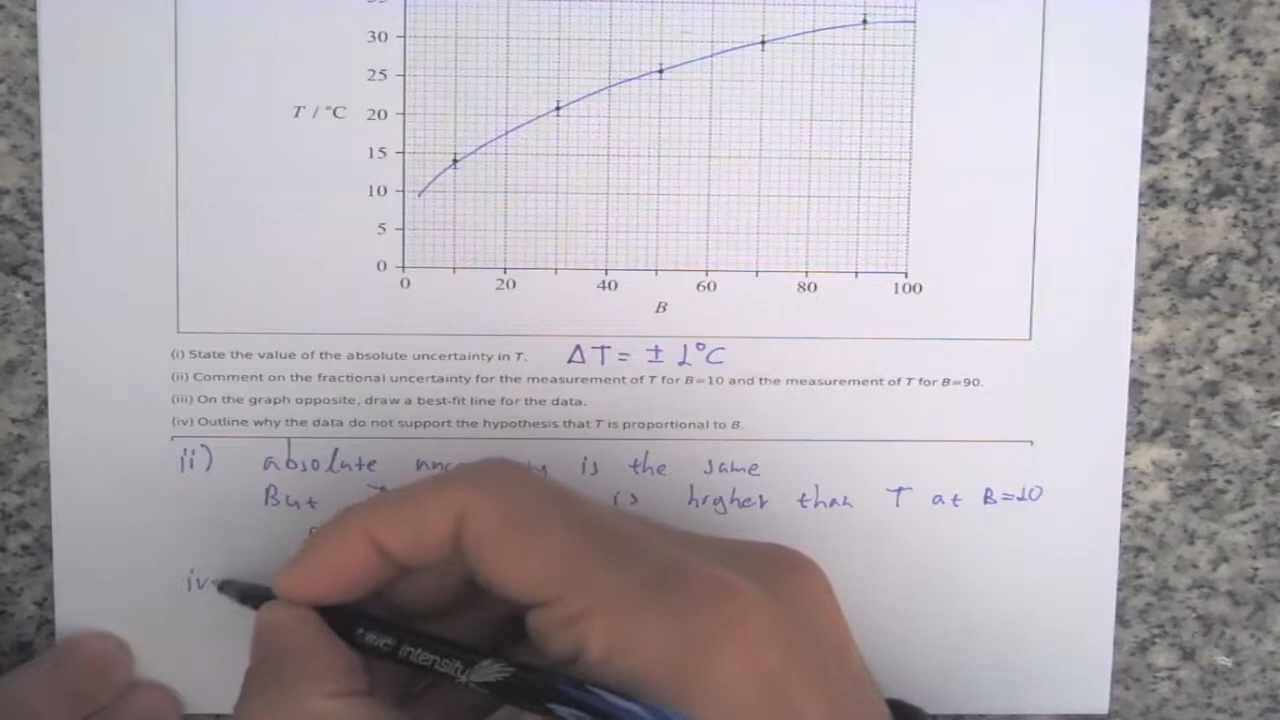 30
25
T / °C 20
15
10
5
0
0 20 40 60 80 100
B
(i) State the value of the absolute uncertainty in T. ΔT = ± 1°C
(ii) Comment on the fractional uncertainty for the measurement of T for B=10 and the measurement of T for B=90.
(iii) On the graph opposite, draw a best-fit line for the data.
(iv) Outline why the data do not support the hypothesis that T is proportional to B.
ii) absolute is the same
But is higher than T at B=10
iv
BIC intensity